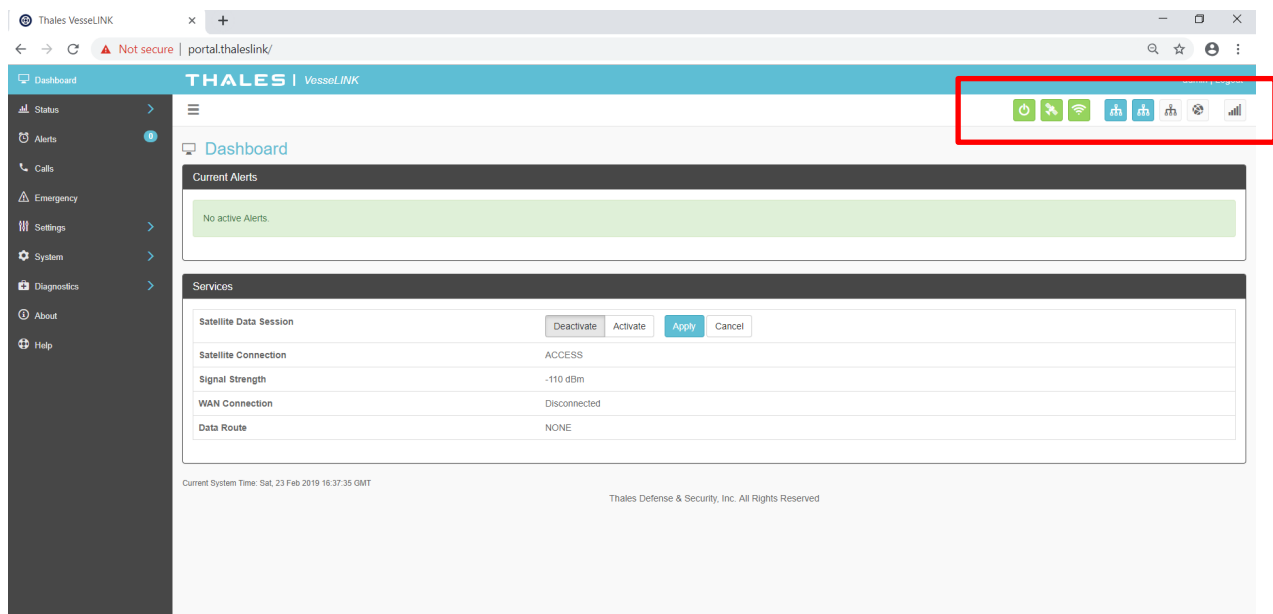 Thales VesseLINK
Not secure | portal.thaleslink/
Dashboard
THALES | VesseLINK
Status
Alerts 0
Calls
Emergency
Settings
System
Diagnostics
About
Help
Dashboard
Current Alerts
No active Alerts.
Services
Satellite Data Session Deactivate Activate Apply Cancel
Satellite Connection ACCESS
Signal Strength -110 dBm
WAN Connection Disconnected
Data Route NONE
Current System Time: Sat, 23 Feb 2019 16:37:35 GMT
Thales Defense & Security, Inc. All Rights Reserved